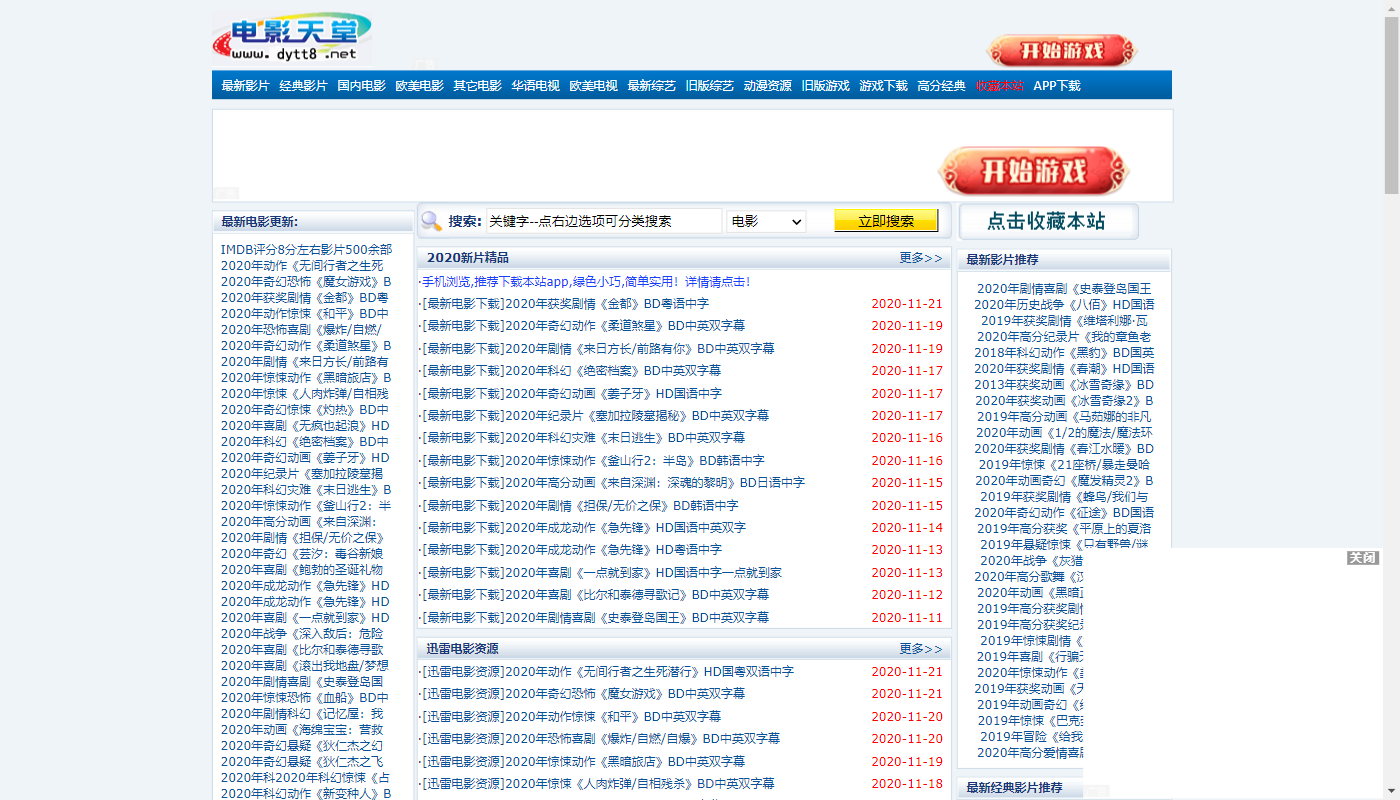 电影天堂
www. dytt8 .net
开始游戏
最新影片 经典影片 国内电影 欧美电影 其它电影 华语电视 欧美电视 最新综艺 旧版综艺 动漫资源 旧版游戏 游戏下载 高分经典 收藏本站 APP下载
开始游戏
最新电影更新:
IMDB评分8分左右影片500余部
2020年动作《无间行者之生死
2020年奇幻恐怖《魔女游戏》B
2020年获奖剧情《金都》BD粤
2020年动作惊悚《和平》BD中
2020年恐怖喜剧《爆炸/自燃/
2020年奇幻动作《柔道煞星》B
2020年剧情《来日方长/前路有
2020年惊悚动作《黑暗旅店》B
2020年惊悚《人肉炸弹/自相残
2020年奇幻惊悚《灼热》BD中
2020年喜剧《无疯也起浪》HD
2020年科幻《绝密档案》BD中
2020年奇幻动画《姜子牙》HD
2020年纪录片《塞加拉陵墓揭
2020年科幻灾难《末日逃生》B
2020年惊悚动作《釜山行2：半
2020年高分动画《来自深渊：
2020年剧情《担保/无价之保》
2020年奇幻《芸汐：毒谷新娘
2020年喜剧《鲍勃的圣诞礼物
2020年成龙动作《急先锋》HD
2020年成龙动作《急先锋》HD
2020年喜剧《一点就到家》HD
2020年战争《深入敌后：危险
2020年喜剧《比尔和泰德寻歌
2020年喜剧《滚出我地盘/梦想
2020年剧情喜剧《史泰登岛国
2020年惊悚恐怖《血船》BD中
2020年剧情科幻《记忆屋：我
2020年动画《海绵宝宝：营救
2020年奇幻悬疑《狄仁杰之幻
2020年奇幻悬疑《狄仁杰之飞
2020年科2020年科幻惊悚《占
2020年科幻动作《新变种人》B
搜索: 关键字--点右边选项可分类搜索 电影 立即搜索
点击收藏本站
2020新片精品 更多>>
·手机浏览,推荐下载本站app,绿色小巧,简单实用！详情请点击!
·[最新电影下载]2020年获奖剧情《金都》BD粤语中字 2020-11-21
·[最新电影下载]2020年奇幻动作《柔道煞星》BD中英双字幕 2020-11-19
·[最新电影下载]2020年剧情《来日方长/前路有你》BD中英双字幕 2020-11-19
·[最新电影下载]2020年科幻《绝密档案》BD中英双字幕 2020-11-17
·[最新电影下载]2020年奇幻动画《姜子牙》HD国语中字 2020-11-17
·[最新电影下载]2020年纪录片《塞加拉陵墓揭秘》BD中英双字幕 2020-11-17
·[最新电影下载]2020年科幻灾难《末日逃生》BD中英双字幕 2020-11-16
·[最新电影下载]2020年惊悚动作《釜山行2：半岛》BD韩语中字 2020-11-16
·[最新电影下载]2020年高分动画《来自深渊：深魂的黎明》BD日语中字 2020-11-15
·[最新电影下载]2020年剧情《担保/无价之保》BD韩语中字 2020-11-15
·[最新电影下载]2020年成龙动作《急先锋》HD国语中英双字 2020-11-14
·[最新电影下载]2020年成龙动作《急先锋》HD粤语中字 2020-11-13
·[最新电影下载]2020年喜剧《一点就到家》HD国语中字一点就到家 2020-11-13
·[最新电影下载]2020年喜剧《比尔和泰德寻歌记》BD中英双字幕 2020-11-12
·[最新电影下载]2020年剧情喜剧《史泰登岛国王》BD中英双字幕 2020-11-11
迅雷电影资源 更多>>
·[迅雷电影资源]2020年动作《无间行者之生死潜行》HD国粤双语中字 2020-11-21
·[迅雷电影资源]2020年奇幻恐怖《魔女游戏》BD中英双字幕 2020-11-21
·[迅雷电影资源]2020年动作惊悚《和平》BD中英双字幕 2020-11-20
·[迅雷电影资源]2020年恐怖喜剧《爆炸/自燃/自爆》BD中英双字幕 2020-11-20
·[迅雷电影资源]2020年惊悚动作《黑暗旅店》BD中英双字幕 2020-11-19
·[迅雷电影资源]2020年惊悚《人肉炸弹/自相残杀》BD中英双字幕 2020-11-18
最新影片推荐
2020年剧情喜剧《史泰登岛国王
2020年历史战争《八佰》HD国语
2019年获奖剧情《维塔利娜·瓦
2020年高分纪录片《我的章鱼老
2018年科幻动作《黑豹》BD国英
2020年获奖剧情《春潮》HD国语
2013年获奖动画《冰雪奇缘》BD
2020年获奖动画《冰雪奇缘2》B
2019年高分动画《马茹娜的非凡
2020年动画《1/2的魔法/魔法环
2020年获奖剧情《春江水暖》BD
2019年惊悚《21座桥/暴走曼哈
2020年动画奇幻《魔发精灵2》B
2019年获奖剧情《蜂鸟/我们与
2020年奇幻动作《征途》BD国语
2019年高分获奖《平原上的夏洛
2019年悬疑惊悚《只有野兽/谜
2020年战争《灰猎
2020年高分歌舞《汉
2020年动画《黑暗
2019年高分获奖剧情
2019年高分获奖纪录
2019年惊悚剧情《
2019年喜剧《行骗
2020年惊悚动作《
2019年获奖动画《
2019年动画奇幻《
2019年惊悚《巴克
2019年冒险《给我
2020年高分爱情喜剧
最新经典影片推荐
关闭